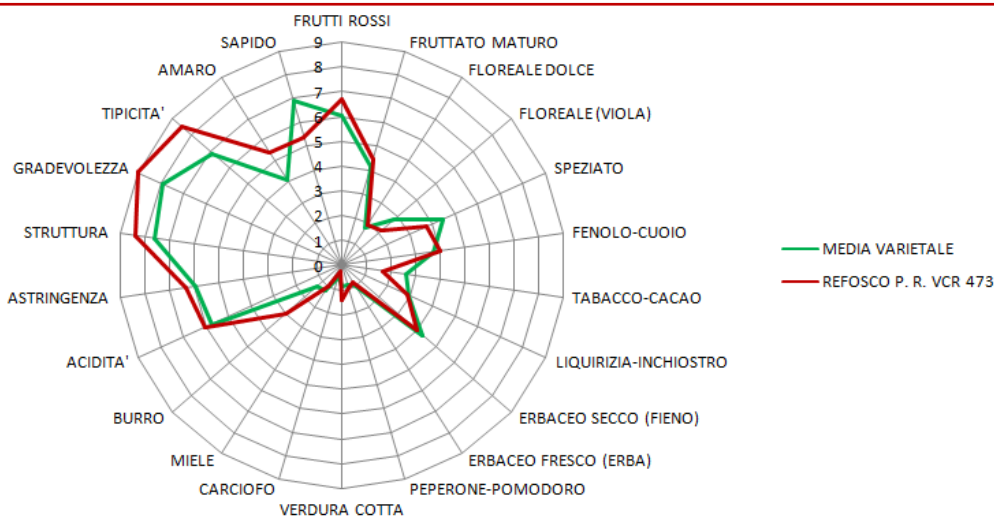 FRUTTI ROSSI
SAPIDO
FRUTTATO MATURO
AMARO
FLOREALE DOLCE
TIPICITA'
FLOREALE (VIOLA)
GRADEVOLEZZA
SPEZIATO
STRUTTURA
FENOLO-CUOIO
ASTRINGENZA
TABACCO-CACAO
ACIDITA'
LIQUIRIZIA-INCHIOSTRO
BURRO
ERBACEO SECCO (FIENO)
MIELE
ERBACEO FRESCO (ERBA)
CARCIOFO
PEPERONE-POMODORO
VERDURA COTTA
9
8
7
6
5
4
3
2
1
0
MEDIA VARIETALE
REFOSCO P. R. VCR 473